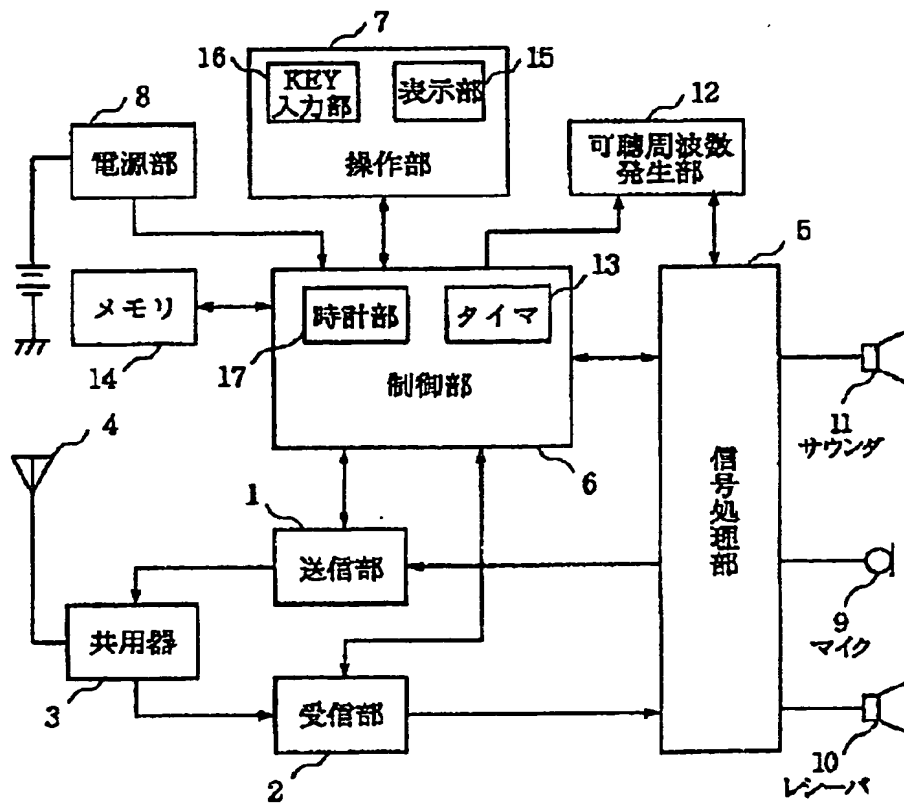 7
16
KEY
入力部
表示部
15
操作部
8
電源部
12
可聴周波数
発生部
5
メモリ
14
時計部
17
タイマ
13
制御部
6
4
11
サウンダ
信号処理部
1
送信部
9
マイク
共用器
3
受信部
2
10
レシーバ